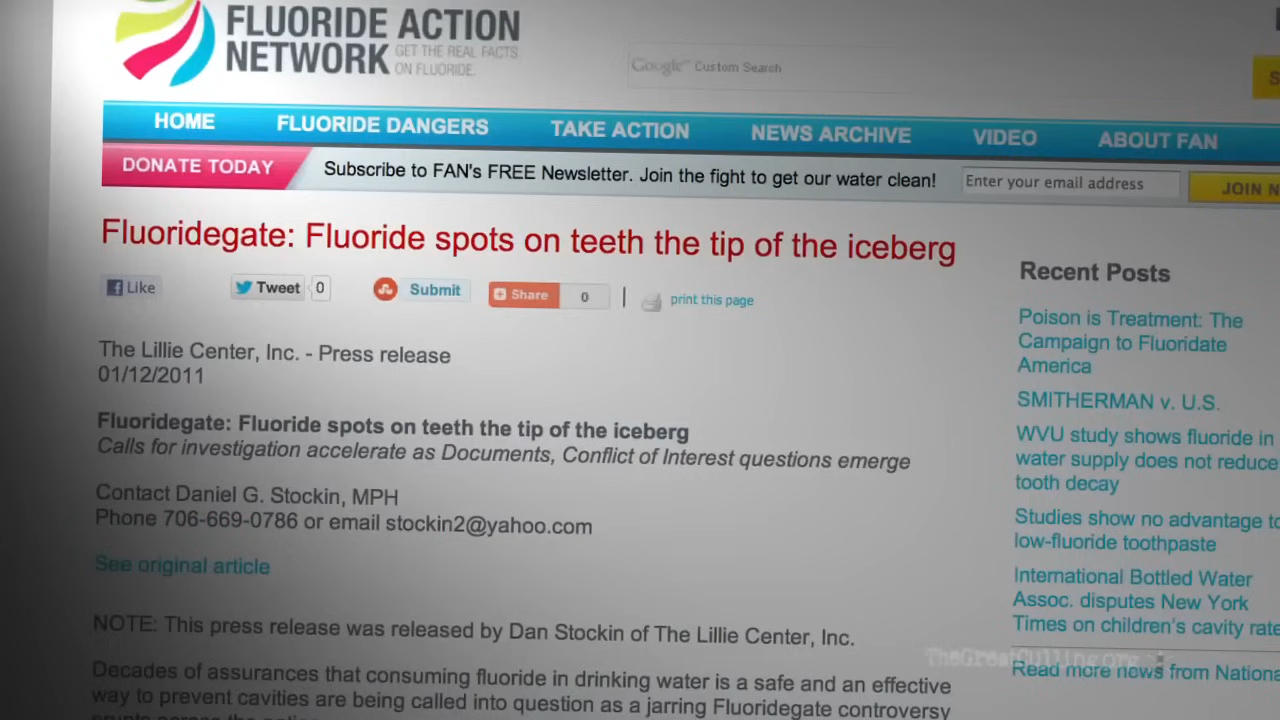 FLUORIDE ACTION
NETWORK GET THE REAL FACTS
ON FLUORIDE.
Google™ Custom Search
HOME FLUORIDE DANGERS TAKE ACTION NEWS ARCHIVE VIDEO ABOUT FAN
DONATE TODAY Subscribe to FAN's FREE Newsletter. Join the fight to get our water clean! Enter your email address JOIN N
Fluoridegate: Fluoride spots on teeth the tip of the iceberg
Like Tweet 0 Submit Share 0 | print this page
The Lillie Center, Inc. - Press release
01/12/2011
Fluoridegate: Fluoride spots on teeth the tip of the iceberg
Calls for investigation accelerate as Documents, Conflict of Interest questions emerge
Contact Daniel G. Stockin, MPH
Phone 706-669-0786 or email stockin2@yahoo.com
See original article
NOTE: This press release was released by Dan Stockin of The Lillie Center, Inc.
Decades of assurances that consuming fluoride in drinking water is a safe and an effective
way to prevent cavities are being called into question as a jarring Fluoridegate controversy
Recent Posts
Poison is Treatment: The
Campaign to Fluoridate
America
SMITHERMAN v. U.S.
WVU study shows fluoride in
water supply does not reduce
tooth decay
Studies show no advantage to
low-fluoride toothpaste
International Bottled Water
Assoc. disputes New York
Times on children's cavity rate
Read more news from Nationa
TheGreatCulling.org